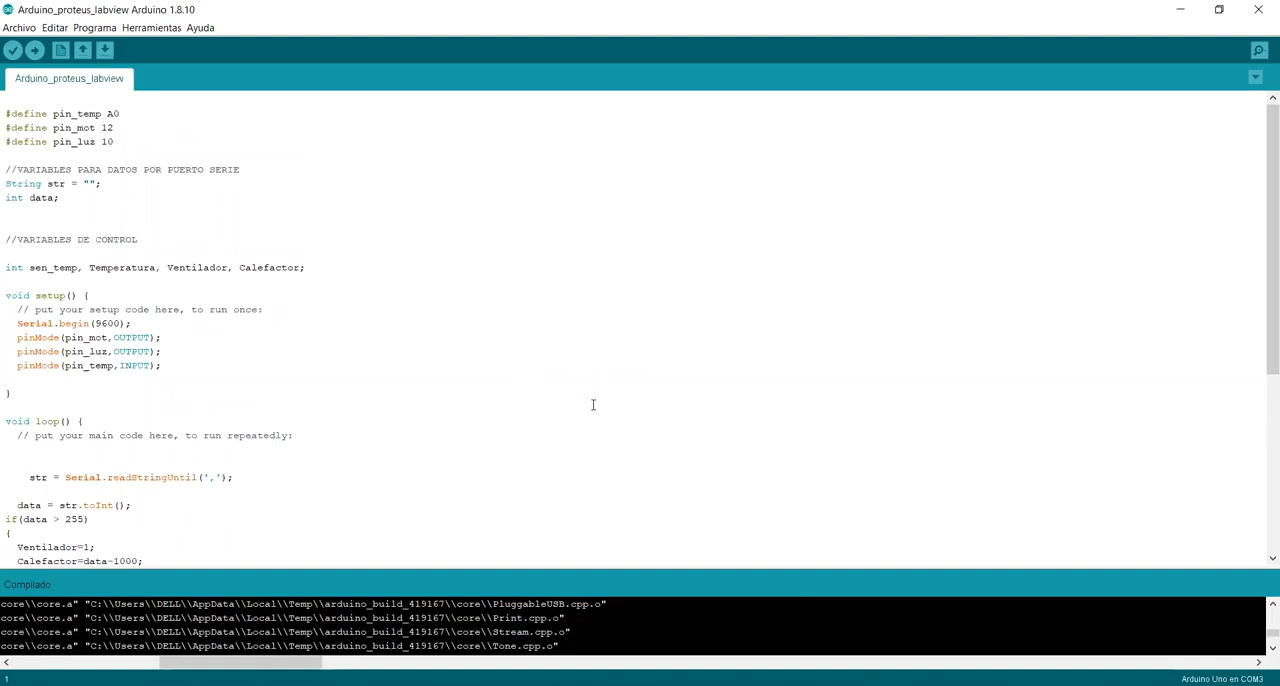 Arduino_proteus_labview Arduino 1.8.10
Archivo Editar Programa Herramientas Ayuda
Arduino_proteus_labview
#define pin_temp A0
#define pin_mot 12
#define pin_luz 10
//VARIABLES PARA DATOS POR PUERTO SERIE
String str = "";
int data;
//VARIABLES DE CONTROL
int sen_temp, Temperatura, Ventilador, Calefactor;
void setup() {
// put your setup code here, to run once:
Serial.begin(9600);
pinMode(pin_mot,OUTPUT);
pinMode(pin_luz,OUTPUT);
pinMode(pin_temp,INPUT);
}
void loop() {
// put your main code here, to run repeatedly:
str = Serial.readStringUntil(',');
data = str.toInt();
if(data > 255)
{
Ventilador=1;
Calefactor=data-1000;
Compilado
core\\core.a" "C:\\Users\\DELL\\AppData\\Local\\Temp\\arduino_build_419167\\core\\PluggableUSB.cpp.o"
core\\core.a" "C:\\Users\\DELL\\AppData\\Local\\Temp\\arduino_build_419167\\core\\Print.cpp.o"
core\\core.a" "C:\\Users\\DELL\\AppData\\Local\\Temp\\arduino_build_419167\\core\\Stream.cpp.o"
core\\core.a" "C:\\Users\\DELL\\AppData\\Local\\Temp\\arduino_build_419167\\core\\Tone.cpp.o"
1 Arduino Uno en COM3